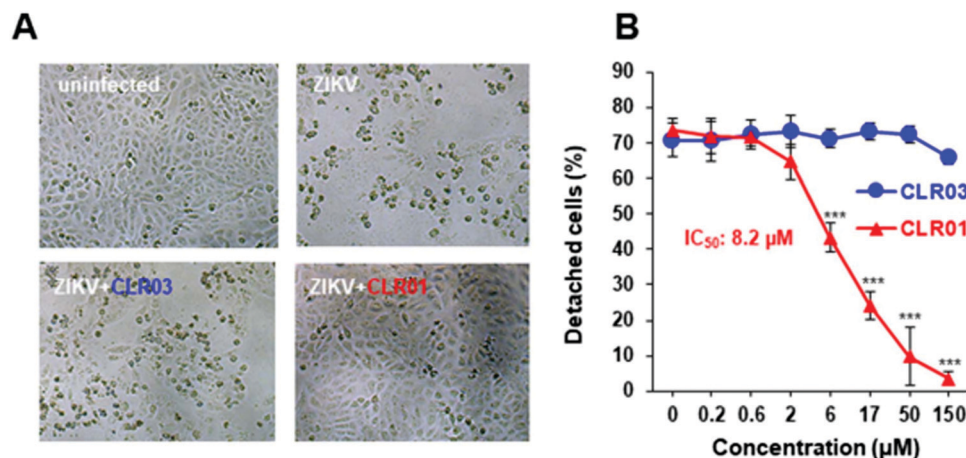 A
uninfected
ZIKV
ZIKV+CLR03
ZIKV+CLR01
B
90
80
70
60
50
40
30
20
10
0
Detached cells (%)
CLR03
CLR01
IC50: 8.2 µM
***
***
***
***
0 0.2 0.6 2 6 17 50 150
Concentration (µM)